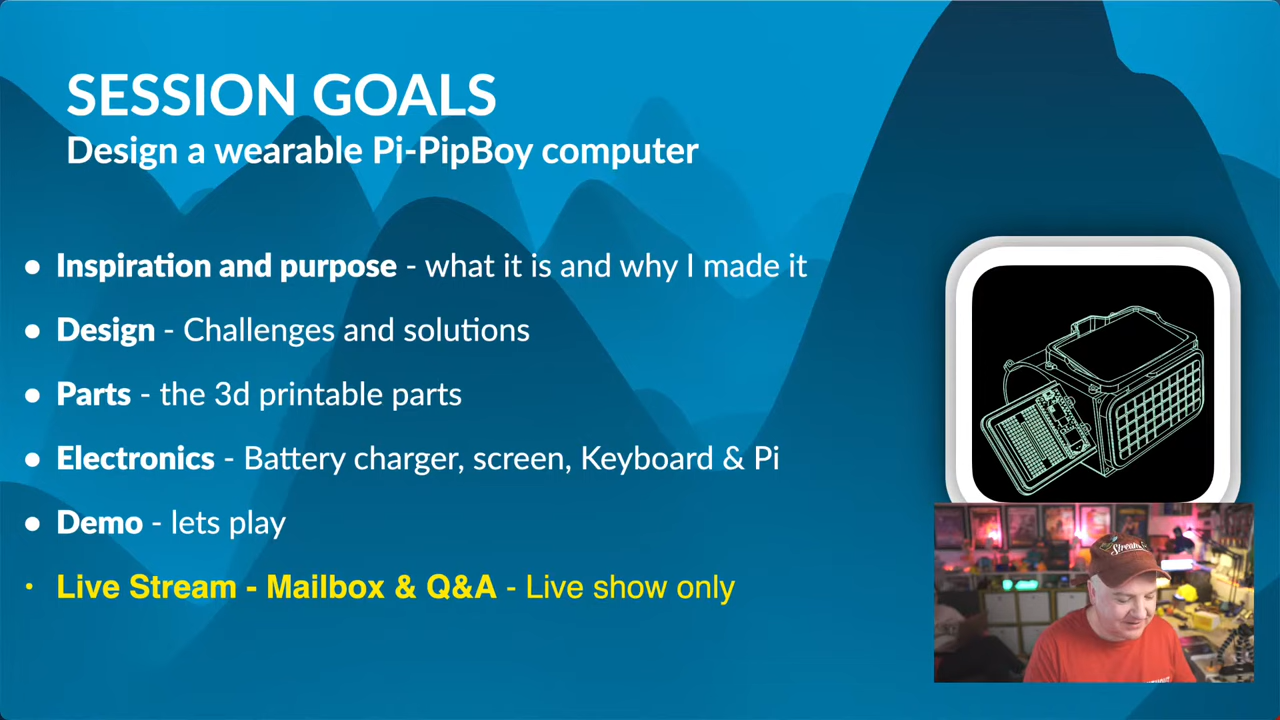 SESSION GOALS
Design a wearable Pi-PipBoy computer
● Inspiration and purpose - what it is and why I made it
● Design - Challenges and solutions
● Parts - the 3d printable parts
● Electronics - Battery charger, screen, Keyboard & Pi
● Demo - lets play
• Live Stream - Mailbox & Q&A - Live show only